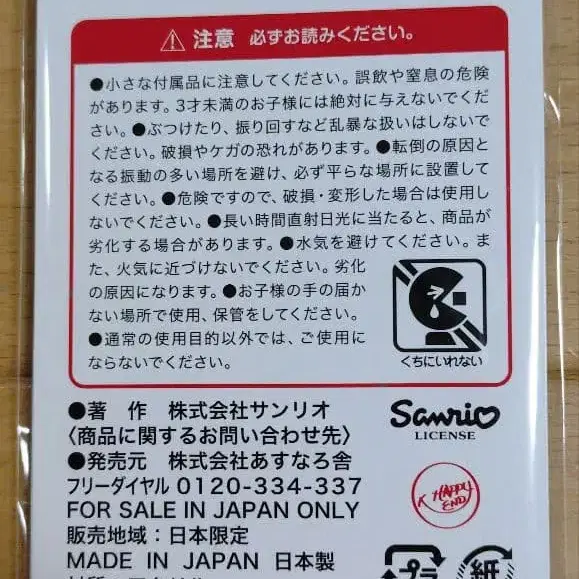 注意 必ずお読みください。
●小さな付属品に注意してください。誤飲や窒息の危険
があります。3才未満のお子様には絶対に与えないでくだ
さい。●ぶつけたり、振り回すなど乱暴な扱いはしないで
ください。破損やケガの恐れがあります。●転倒の原因と
なる振動の多い場所を避け、必ず平らな場所に設置して
ください。●危険ですので、破損・変形した場合は使用し
ないでください。●長い時間直射日光に当たると、商品が
劣化する場合があります。●水気を避けてください。ま
た、火気に近づけないでください。劣化
の原因になります。●お子様の手の届か
ない場所で使用、保管をしてください。
●通常の使用目的以外では、ご使用に
ならないでください。
くちにいれない
●著 作 株式会社サンリオ
〈商品に関するお問い合わせ先〉
●発売元 株式会社あすなろ舎
フリーダイヤル 0120-334-337
FOR SALE IN JAPAN ONLY
販売地域：日本限定
MADE IN JAPAN 日本製
Sanrio
LICENSE
K HAPPY
END
プラ
紙